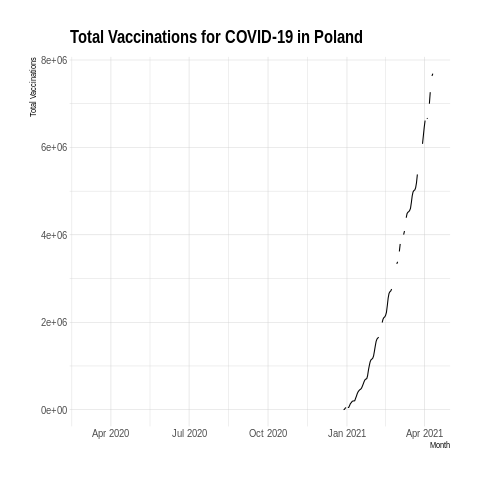 Total Vaccinations for COVID-19 in Poland
Total Vaccinations
8e+06
6e+06
4e+06
2e+06
0e+00
Apr 2020
Jul 2020
Oct 2020
Jan 2021
Apr 2021
Month